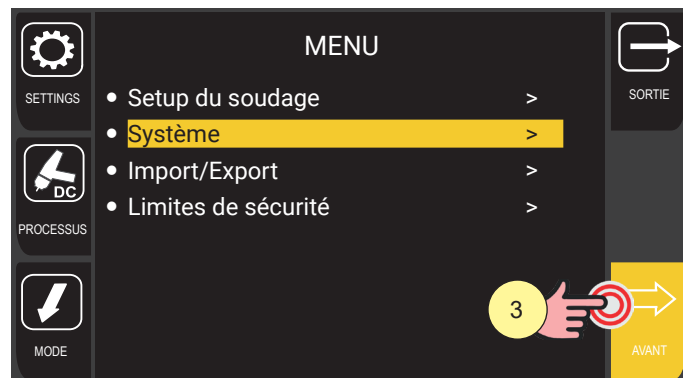 MENU
SETTINGS
SORTIE
Setup du soudage >
Système >
DC
Import/Export >
PROCESSUS
Limites de sécurité >
3
MODE
AVANT